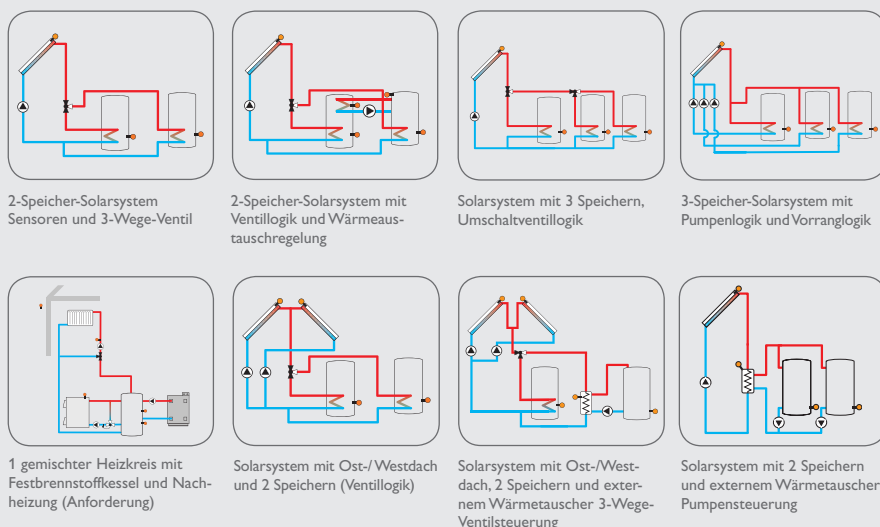 2-Speicher-Solarsystem
Sensoren und 3-Wege-Ventil
2-Speicher-Solarsystem mit
Ventillogik und Wärmeaus-
tauschregelung
Solarsystem mit 3 Speichern,
Umschaltventillogik
3-Speicher-Solarsystem mit
Pumpenlogik und Vorranglogik
1 gemischter Heizkreis mit
Festbrennstoffkessel und Nach-
heizung (Anforderung)
Solarsystem mit Ost-/ Westdach
und 2 Speichern (Ventillogik)
Solarsystem mit Ost-/West-
dach, 2 Speichern und exter-
nem Wärmetauscher 3-Wege-
Ventilsteuerung
Solarsystem mit 2 Speichern
und externem Wärmetauscher
Pumpensteuerung